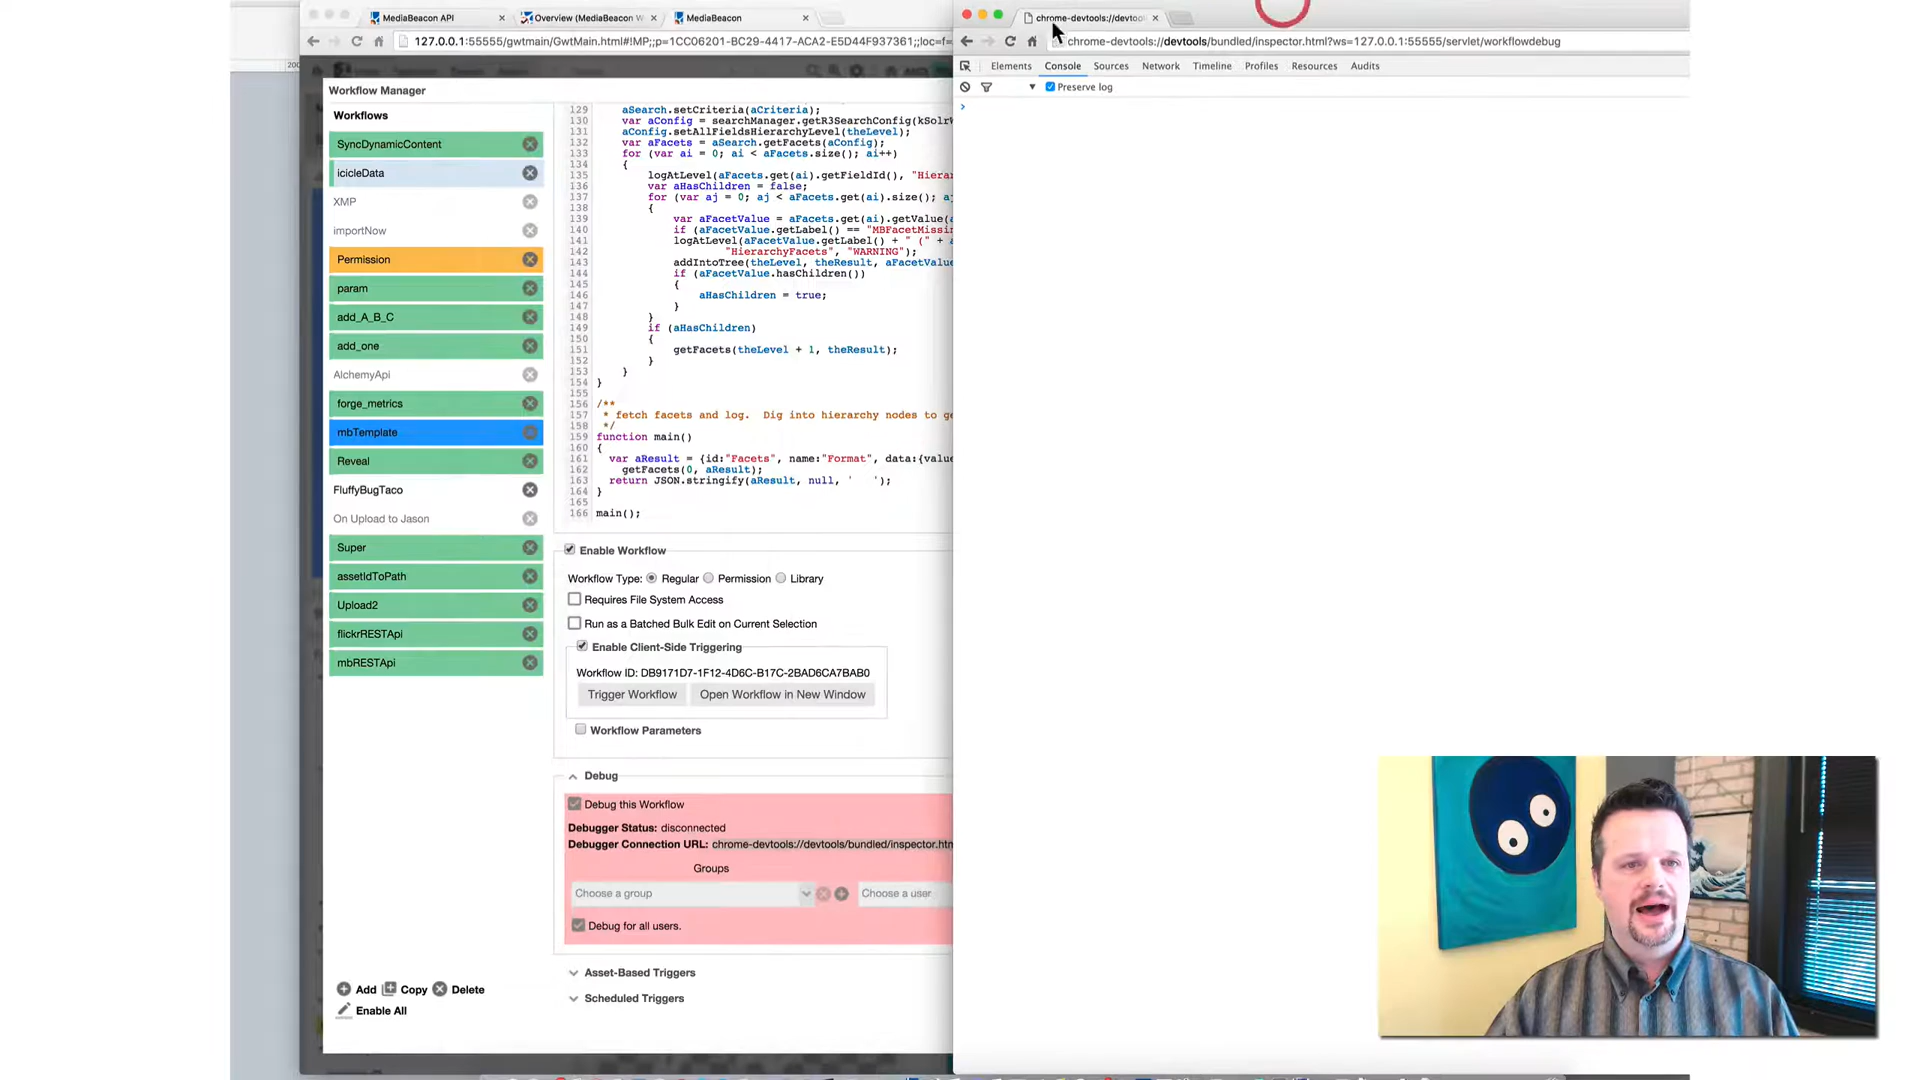 MediaBeacon API
Overview (MediaBeacon W
MediaBeacon
127.0.0.1:55555/gwtmain/GwtMain.html#!MP;;p=1CC06201-BC29-4417-ACA2-E5D44F937361;;loc=f=
chrome-devtools://devtoo
chrome-devtools://devtools/bundled/inspector.html?ws=127.0.0.1:55555/servlet/workflowdebug
Elements Console Sources Network Timeline Profiles Resources Audits
Preserve log
200
Workflow Manager
Workflows
SyncDynamicContent
icicleData
XMP
importNow
Permission
param
add_A_B_C
add_one
AlchemyApi
forge_metrics
mbTemplate
Reveal
FluffyBugTaco
On Upload to Jason
Super
assetIdToPath
Upload2
flickrRESTApi
mbRESTApi
Add Copy Delete
Enable All
129 aSearch.setCriteria(aCriteria);
130 var aConfig = searchManager.getR3SearchConfig(kSolrW
131 aConfig.setAllFieldsHierarchyLevel(theLevel);
132 var aFacets = aSearch.getFacets(aConfig);
133 for (var ai = 0; ai < aFacets.size(); ai++)
134 {
135 logAtLevel(aFacets.get(ai).getFieldId(), "Hierar
136 var aHasChildren = false;
137 for (var aj = 0; aj < aFacets.get(ai).size(); aj
138 {
139 var aFacetValue = aFacets.get(ai).getValue(a
140 if (aFacetValue.getLabel() == "MBFacetMissin
141 logAtLevel(aFacetValue.getLabel() + " (" + a
142 "HierarchyFacets", "WARNING");
143 addIntoTree(theLevel, theResult, aFacetValue
144 if (aFacetValue.hasChildren())
145 {
146 aHasChildren = true;
147 }
148 }
149 if (aHasChildren)
150 {
151 getFacets(theLevel + 1, theResult);
152 }
153 }
154 }
155
156 /**
157 * fetch facets and log. Dig into hierarchy nodes to ge
158 */
159 function main()
160 {
161 var aResult = {id:"Facets", name:"Format", data:{value
162 getFacets(0, aResult);
163 return JSON.stringify(aResult, null, ' ');
164 }
165
166 main();
Enable Workflow
Workflow Type: Regular Permission Library
Requires File System Access
Run as a Batched Bulk Edit on Current Selection
Enable Client-Side Triggering
Workflow ID: DB9171D7-1F12-4D6C-B17C-2BAD6CA7BAB0
Trigger Workflow Open Workflow in New Window
Workflow Parameters
Debug
Debug this Workflow
Debugger Status: disconnected
Debugger Connection URL: chrome-devtools://devtools/bundled/inspector.htm
Groups
Choose a group Choose a user
Debug for all users.
Asset-Based Triggers
Scheduled Triggers